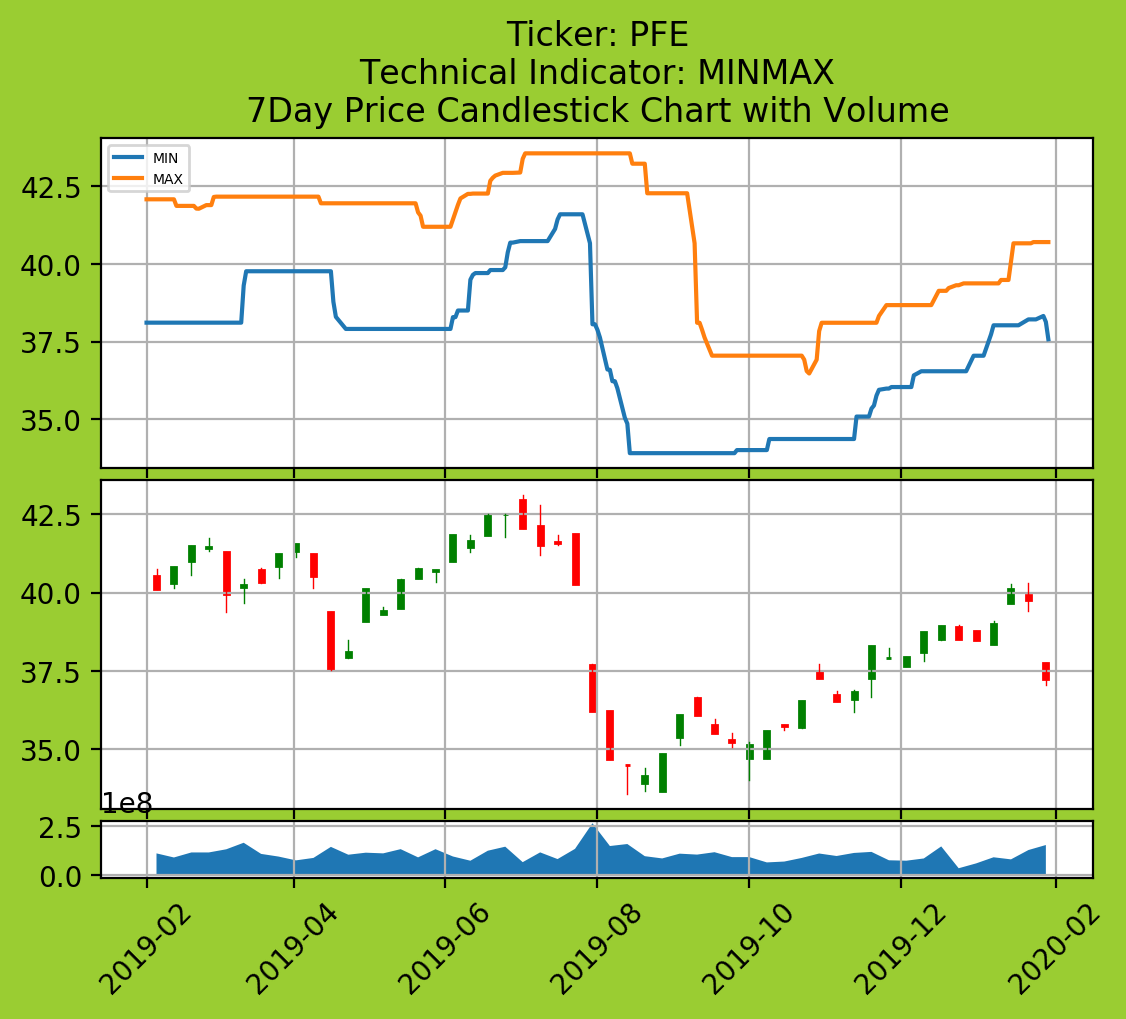 Ticker: PFE
Technical Indicator: MINMAX
7Day Price Candlestick Chart with Volume
MIN
MAX
42.5
40.0
37.5
35.0
42.5
40.0
37.5
35.0
1e8
2.5
0.0
2019-02
2019-04
2019-06
2019-08
2019-10
2019-12
2020-02